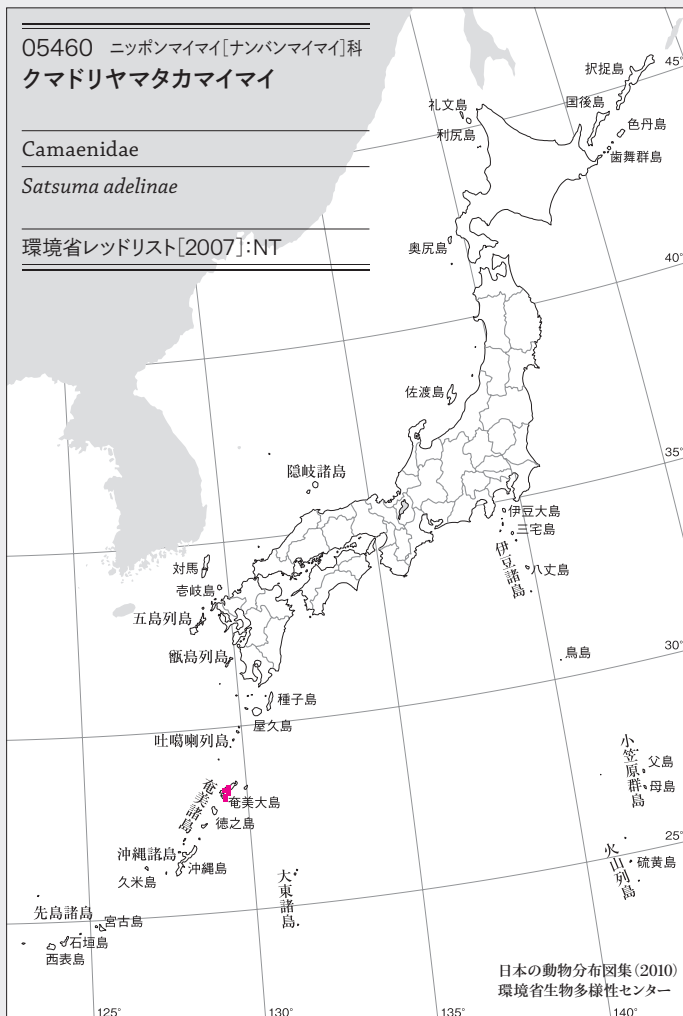 05460 ニッポンマイマイ[ナンバンマイマイ]科
クマドリヤマタカマイマイ
Camaenidae
Satsuma adelinae
環境省レッドリスト[2007]:NT
択捉島
45°
国後島
礼文島
色丹島
利尻島
歯舞群島
奥尻島
40°
佐渡島
35°
隠岐諸島
伊豆大島
三宅島
伊豆諸島
八丈島
対馬
壱岐島
五島列島
甑島列島
鳥島
30°
種子島
屋久島
吐噶喇列島
小笠原群島
父島
母島
奄美諸島
奄美大島
徳之島
25°
沖縄諸島
沖縄島
久米島
火山列島
硫黄島
大東諸島
先島諸島
宮古島
石垣島
西表島
日本の動物分布図集(2010)
環境省生物多様性センター
125°
130°
135°
140°